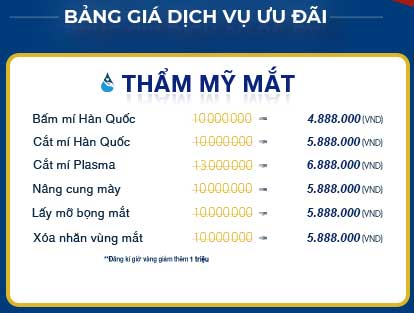 BẢNG GIÁ DỊCH VỤ ƯU ĐÃI
THẨM MỸ MẮT
Bấm mí Hàn Quốc 10.000.000 4.888.000 (VND)
Cắt mí Hàn Quốc 10.000.000 5.888.000 (VND)
Cắt mí Plasma 13.000.000 6.888.000 (VND)
Nâng cung mày 10.000.000 5.888.000 (VND)
Lấy mỡ bọng mắt 10.000.000 5.888.000 (VND)
Xóa nhăn vùng mắt 10.000.000 5.888.000 (VND)
**Đăng kí giờ vàng giảm thêm 1 triệu